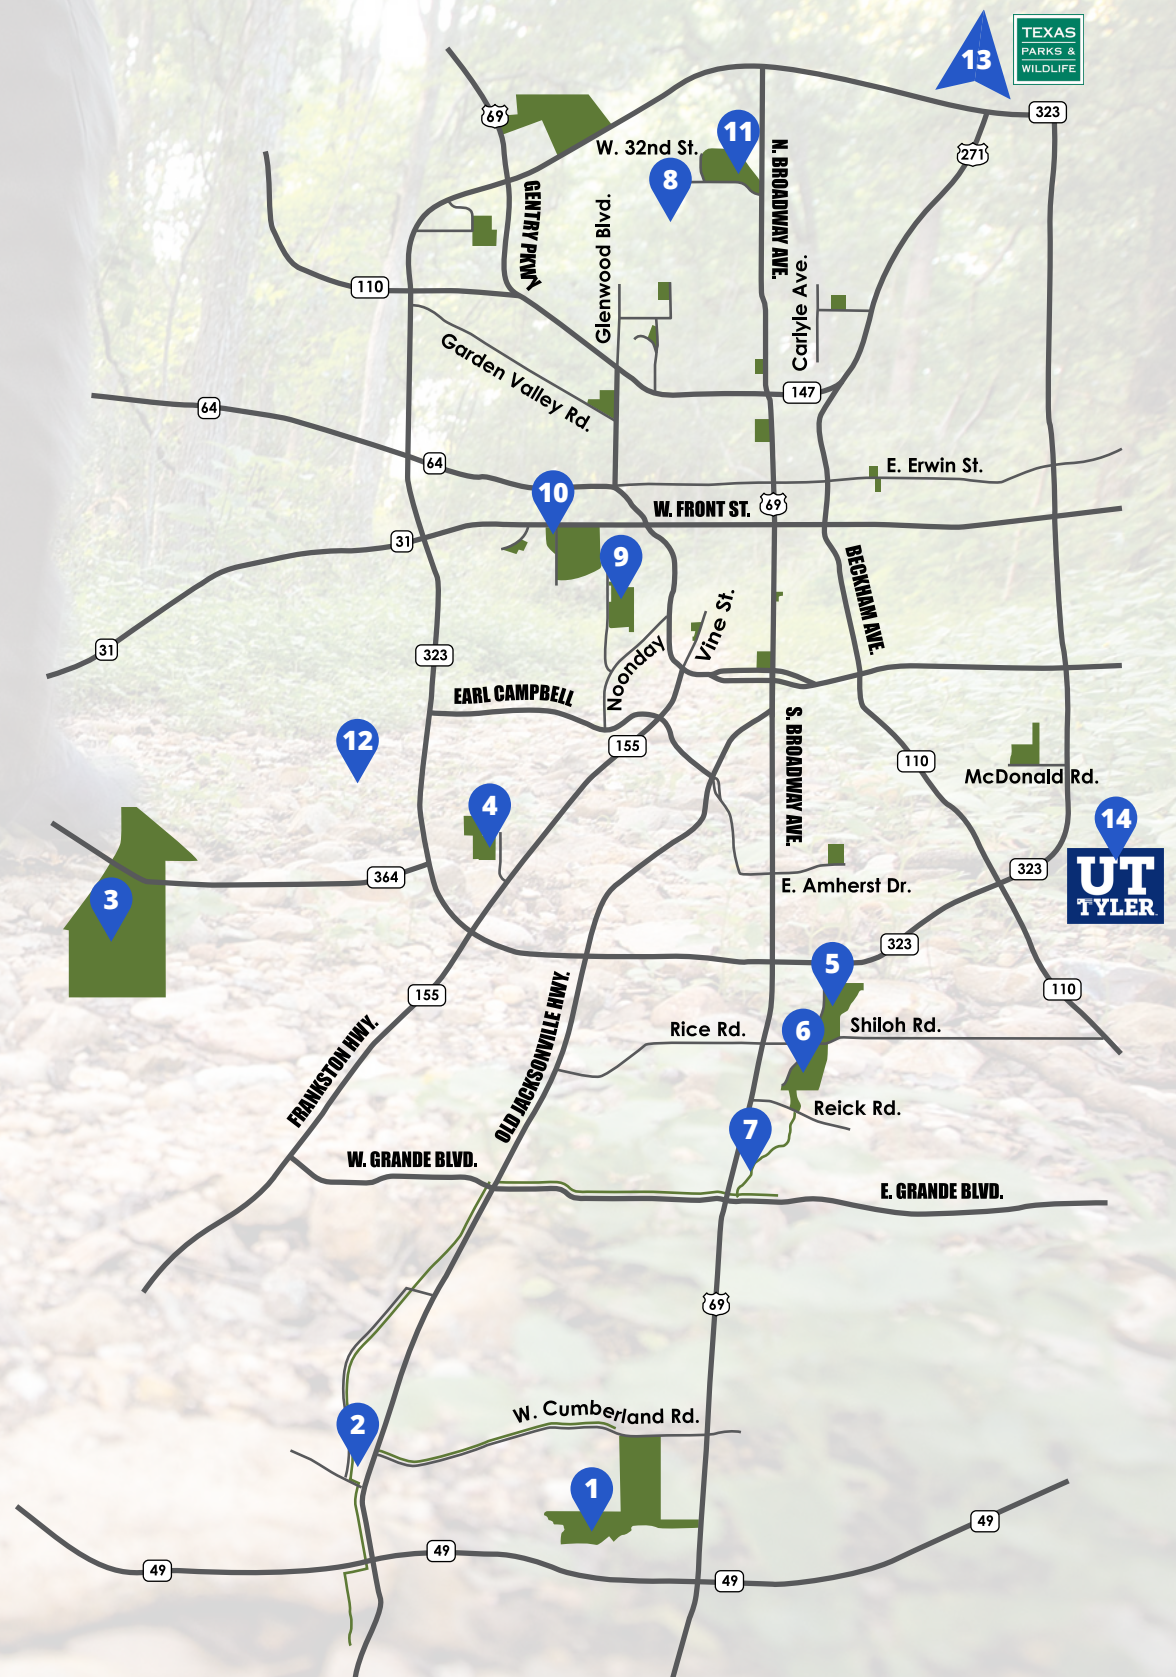 13
TEXAS
PARKS &
WILDLIFE
323
69
271
11
W. 32nd St.
8
N. BROADWAY AVE.
GENTRY PKWY
Glenwood Blvd.
Carlyle Ave.
110
Garden Valley Rd.
147
64
64
E. Erwin St.
10
69
W. FRONT ST.
31
9
BECKHAM AVE.
Vine St.
31
323
Noonday
EARL CAMPBELL
S. BROADWAY AVE.
12
155
110
McDonald Rd.
4
14
UT
TYLER
364
323
E. Amherst Dr.
3
323
5
155
110
OLD JACKSONVILLE HWY.
FRANKSTON HWY.
Rice Rd.
6
Shiloh Rd.
Reick Rd.
7
W. GRANDE BLVD.
E. GRANDE BLVD.
69
2
W. Cumberland Rd.
1
49
49
49
49